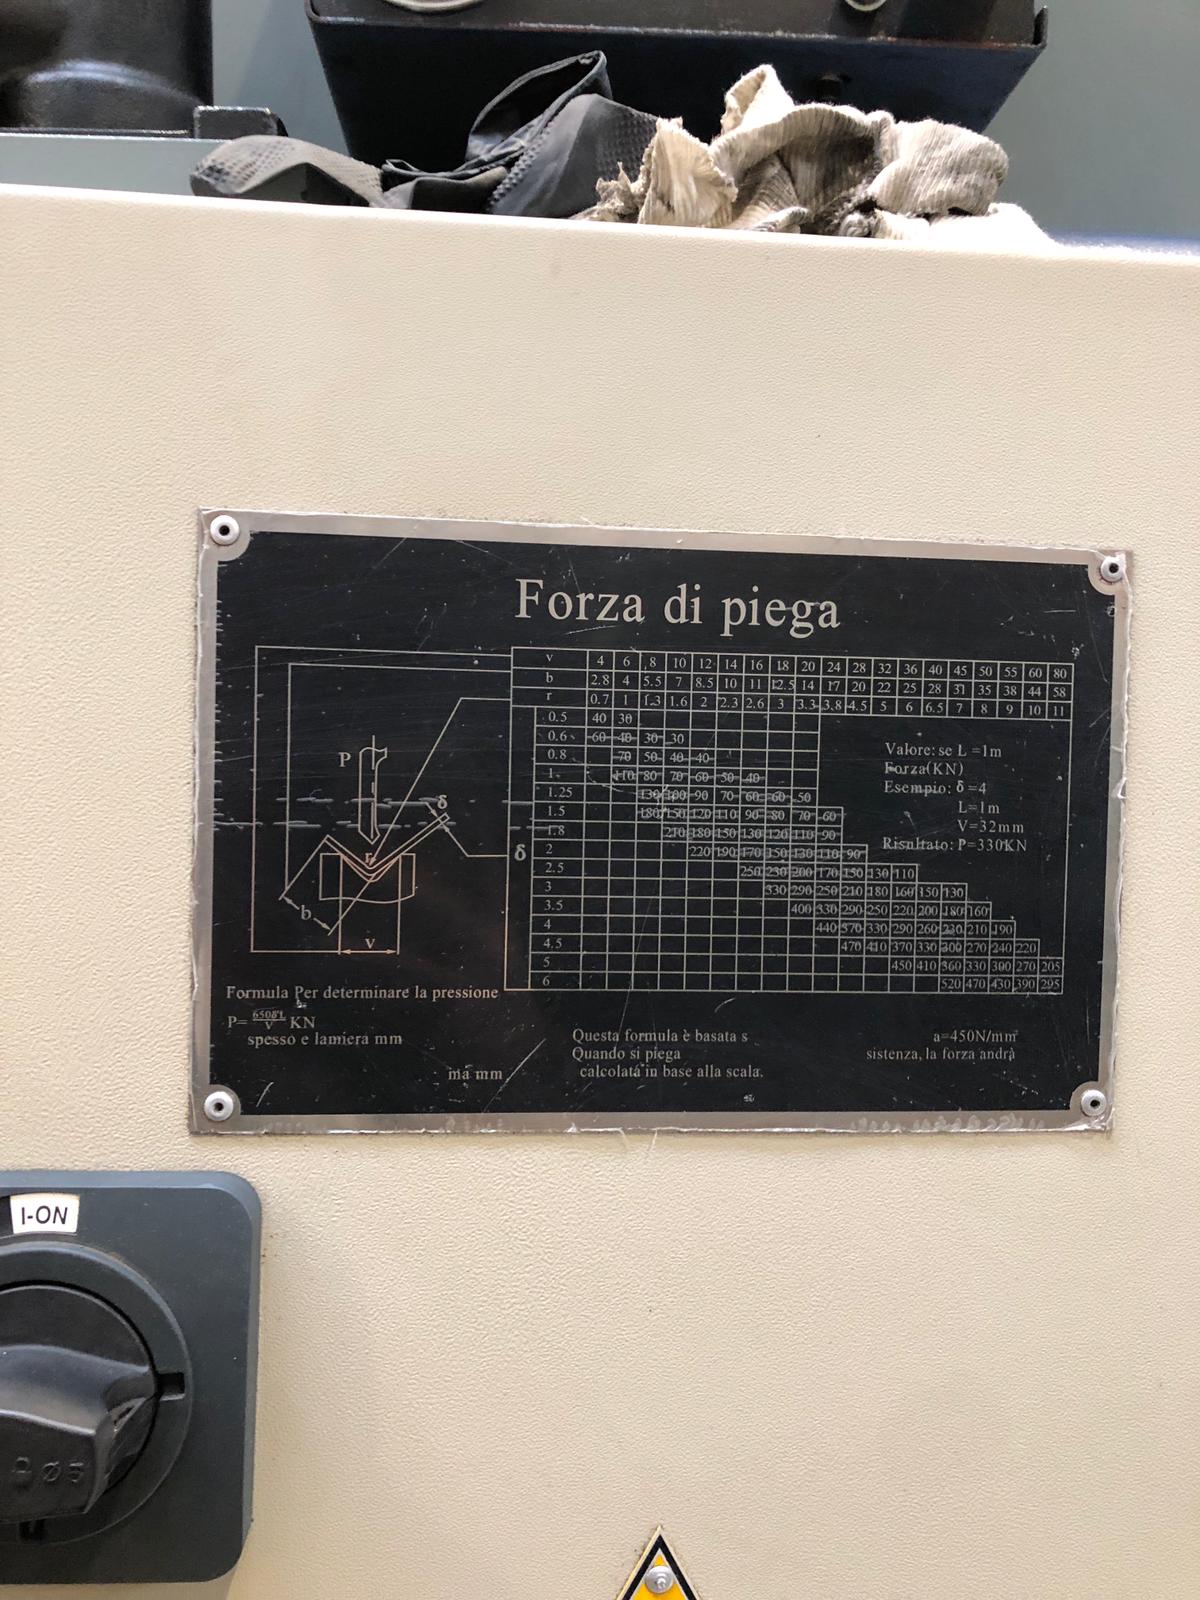 Forza di piega
v 4 6 8 10 12 14 16 18 20 24 28 32 36 40 45 50 55 60 80
b 2.8 4 5.5 7 8.5 10 11 12.5 14 17 20 22 25 28 31 35 38 44 58
r 0.7 1 1.3 1.6 2 2.3 2.6 3 3.3 3.8 4.5 5 6 6.5 7 8 9 10 11
0.5 40 30
0.6 60 40 30 30
0.8 70 50 40 40
1 110 80 70 60 50 40
1.25 130 100 90 70 60 60 50
1.5 180 150 120 110 90 80 70 60
1.8 210 180 150 130 120 110 90
2 220 190 170 150 130 110 90
2.5 250 230 200 170 150 130 110
3 330 290 250 210 180 160 150 130
3.5 400 330 290 250 220 200 180 160
4 440 370 330 290 260 230 210 190
4.5 470 410 370 330 300 270 240 220
5 450 410 360 330 300 270 205
6 520 470 430 390 295
Valore: se L =1m
Forza(KN)
Esempio: δ =4
L=1m
V=32mm
Risultato: P=330KN
P
δ
r
b
v
δ
Formula Per determinare la pressione
P= KN
spesso e lamiera mm
ma mm
Questa formula è basata s
Quando si piega
calcolata in base alla scala.
a=450N/mm²
sistenza, la forza andrà
I-ON